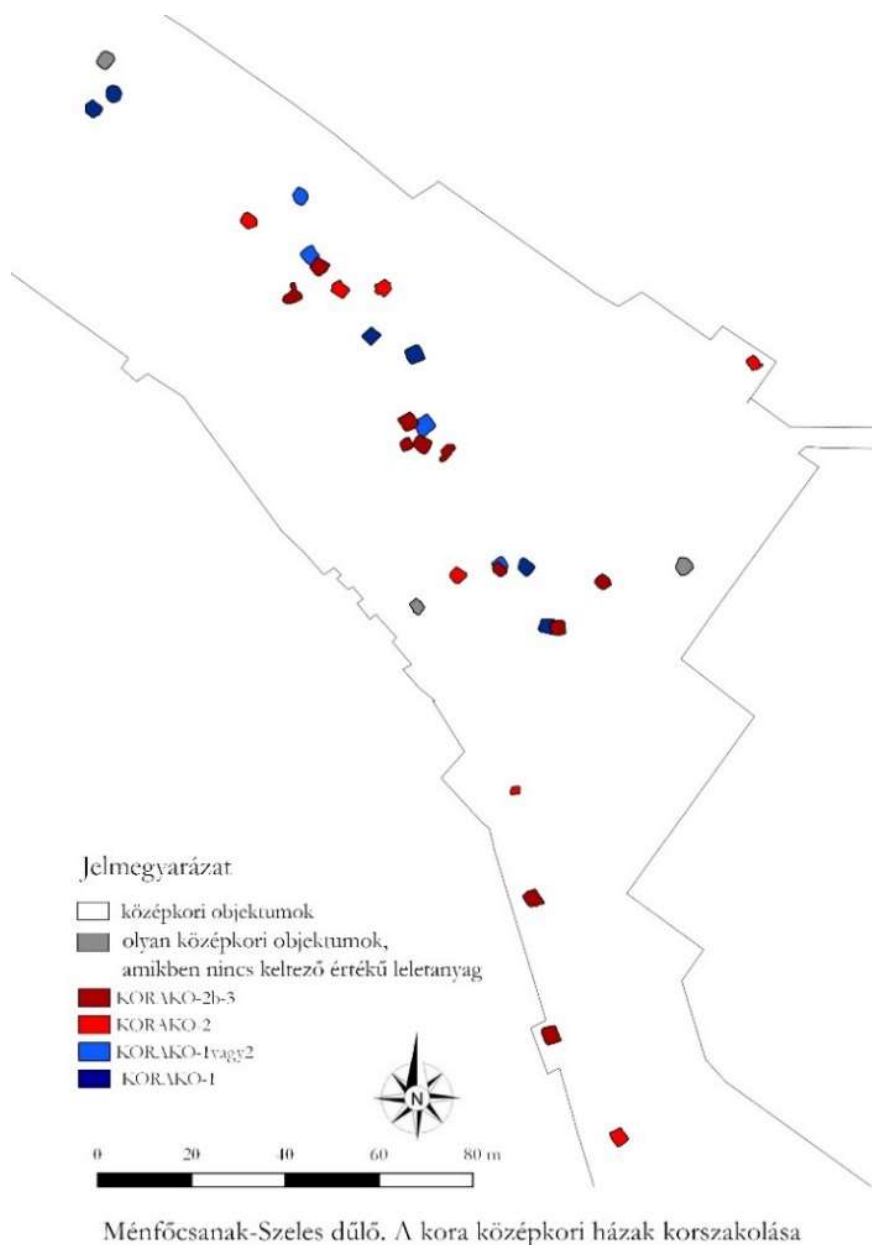 Jelmegyarázat
középkori objektumok
olyan középkori objektumok,
amikben nincs keltező értékű leletanyag
KORAKO-2b-3
KORAKO-2
KORAKO-1vagy2
KORAKO-1
N
0 20 40 60 80 m
Ménfőcsanak-Szeles dűlő. A kora középkori házak korszakolása